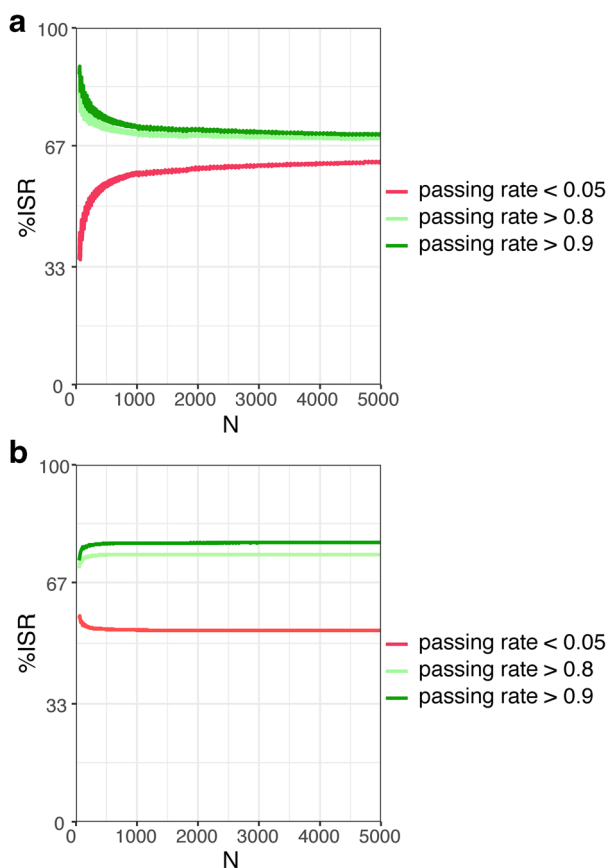 a
100
67
33
0
%ISR
0 1000 2000 3000 4000 5000
N
passing rate < 0.05
passing rate > 0.8
passing rate > 0.9
b
100
67
33
0
%ISR
0 1000 2000 3000 4000 5000
N
passing rate < 0.05
passing rate > 0.8
passing rate > 0.9